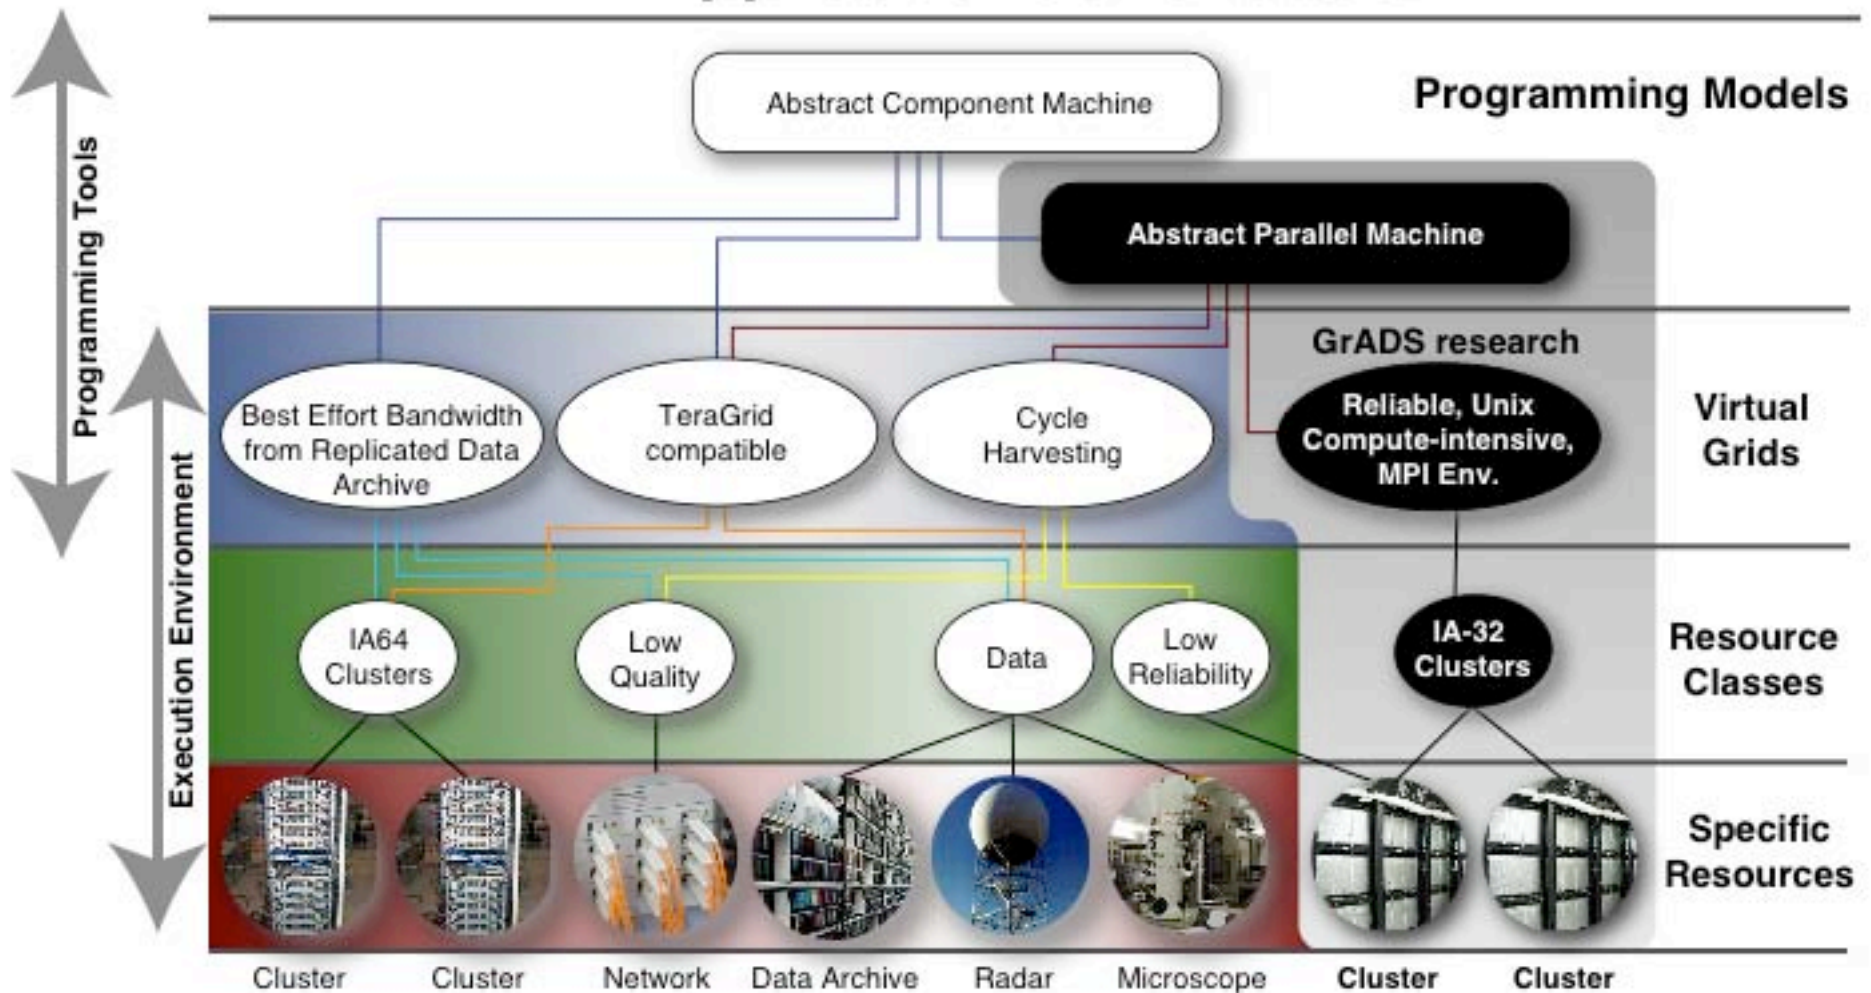 Abstract Component Machine
Programming Models
Abstract Parallel Machine
Programming Tools
GrADS research
Best Effort Bandwidth
from Replicated Data
Archive
TeraGrid
compatible
Cycle
Harvesting
Reliable, Unix
Compute-intensive,
MPI Env.
Virtual
Grids
Execution Environment
IA64
Clusters
Low
Quality
Data
Low
Reliability
IA-32
Clusters
Resource
Classes
Specific
Resources
Cluster
Cluster
Network
Data Archive
Radar
Microscope
Cluster
Cluster